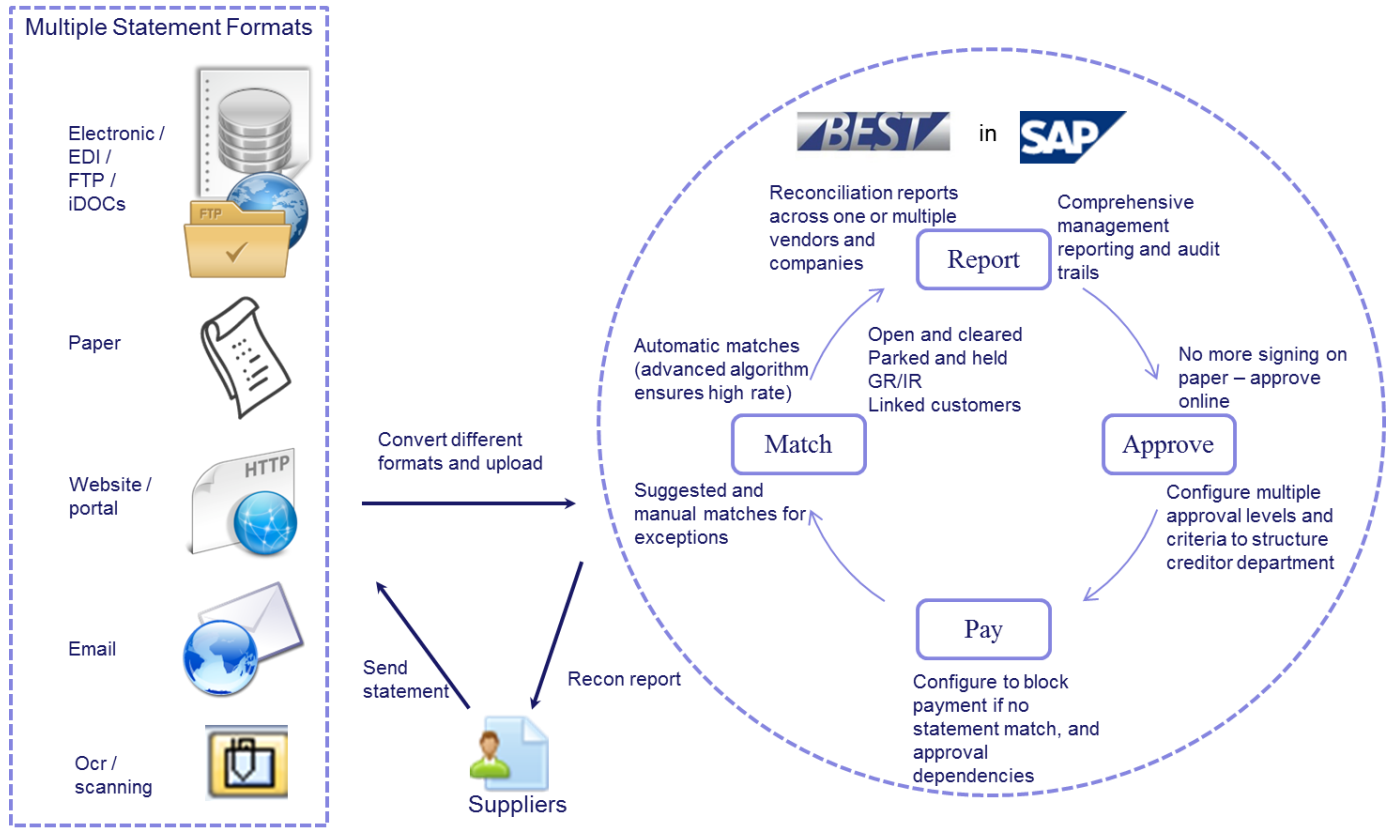 Multiple Statement Formats
Electronic /
EDI /
FTP /
iDOCs
FTP
Paper
Website /
portal
HTTP
Email
Ocr /
scanning
Convert different
formats and upload
Send
statement
Recon report
Suppliers
BEST
in
SAP
Reconciliation reports
across one or multiple
vendors and
companies
Report
Comprehensive
management
reporting and audit
trails
Automatic matches
(advanced algorithm
ensures high rate)
Open and cleared
Parked and held
GR/IR
Linked customers
No more signing on
paper – approve
online
Match
Approve
Suggested and
manual matches for
exceptions
Configure multiple
approval levels and
criteria to structure
creditor department
Pay
Configure to block
payment if no
statement match, and
approval
dependencies